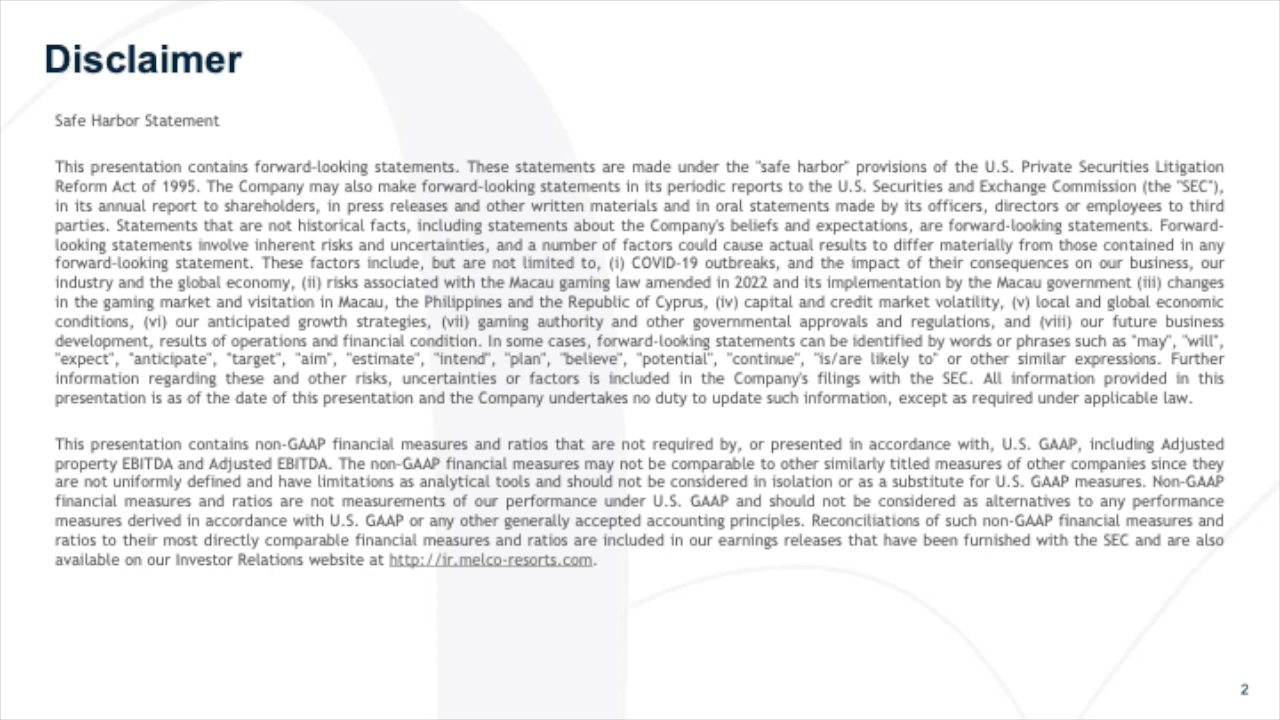 Disclaimer
Safe Harbor Statement
This presentation contains forward-looking statements. These statements are made under the "safe harbor" provisions of the U.S. Private Securities Litigation
Reform Act of 1995. The Company may also make forward-looking statements in its periodic reports to the U.S. Securities and Exchange Commission (the "SEC"),
in its annual report to shareholders, in press releases and other written materials and in oral statements made by its officers, directors or employees to third
parties. Statements that are not historical facts, including statements about the Company's beliefs and expectations, are forward-looking statements. Forward-
looking statements involve inherent risks and uncertainties, and a number of factors could cause actual results to differ materially from those contained in any
forward-looking statement. These factors include, but are not limited to, (i) COVID-19 outbreaks, and the impact of their consequences on our business, our
industry and the global economy, (ii) risks associated with the Macau gaming law amended in 2022 and its implementation by the Macau government (iii) changes
in the gaming market and visitation in Macau, the Philippines and the Republic of Cyprus, (iv) capital and credit market volatility, (v) local and global economic
conditions, (vi) our anticipated growth strategies, (vii) gaming authority and other governmental approvals and regulations, and (viii) our future business
development, results of operations and financial condition. In some cases, forward-looking statements can be identified by words or phrases such as "may", "will",
"expect", "anticipate", "target", "aim", "estimate", "intend", "plan", "believe", "potential", "continue", "is/are likely to" or other similar expressions. Further
information regarding these and other risks, uncertainties or factors is included in the Company's filings with the SEC. All information provided in this
presentation is as of the date of this presentation and the Company undertakes no duty to update such information, except as required under applicable law.
This presentation contains non-GAAP financial measures and ratios that are not required by, or presented in accordance with, U.S. GAAP, including Adjusted
property EBITDA and Adjusted EBITDA. The non-GAAP financial measures may not be comparable to other similarly titled measures of other companies since they
are not uniformly defined and have limitations as analytical tools and should not be considered in isolation or as a substitute for U.S. GAAP measures. Non-GAAP
financial measures and ratios are not measurements of our performance under U.S. GAAP and should not be considered as alternatives to any performance
measures derived in accordance with U.S. GAAP or any other generally accepted accounting principles. Reconciliations of such non-GAAP financial measures and
ratios to their most directly comparable financial measures and ratios are included in our earnings releases that have been furnished with the SEC and are also
available on our Investor Relations website at http://ir.melco-resorts.com.
2